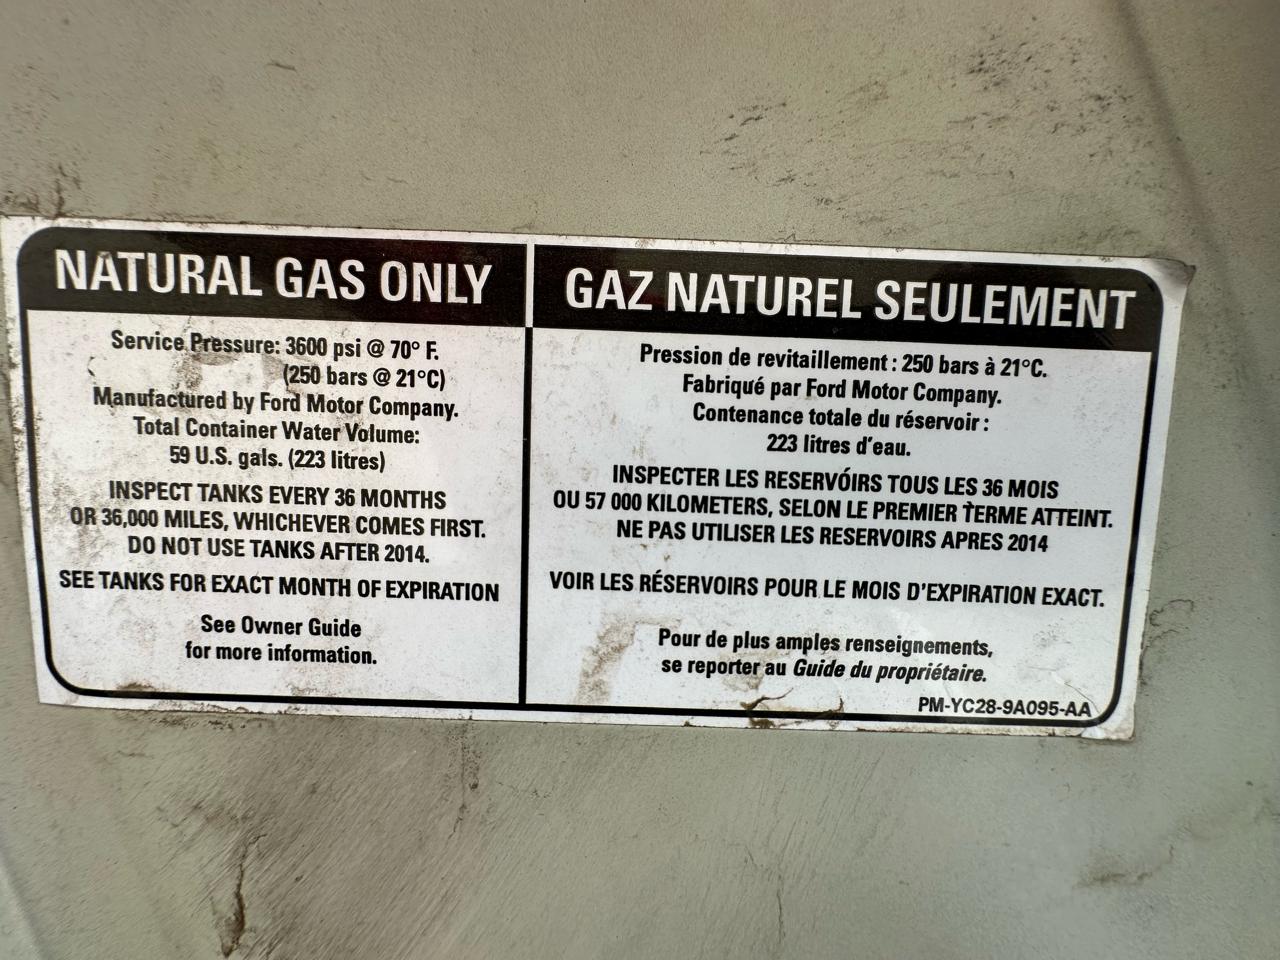 NATURAL GAS ONLY
Service Pressure: 3600 psi @ 70° F.
(250 bars @ 21°C)
Manufactured by Ford Motor Company.
Total Container Water Volume:
59 U.S. gals. (223 litres)
INSPECT TANKS EVERY 36 MONTHS
OR 36,000 MILES, WHICHEVER COMES FIRST.
DO NOT USE TANKS AFTER 2014.
SEE TANKS FOR EXACT MONTH OF EXPIRATION
See Owner Guide
for more information.
GAZ NATUREL SEULEMENT
Pression de revitaillement : 250 bars à 21°C.
Fabriqué par Ford Motor Company.
Contenance totale du réservoir :
223 litres d'eau.
INSPECTER LES RESERVOIRS TOUS LES 36 MOIS
OU 57 000 KILOMETERS, SELON LE PREMIER TERME ATTEINT.
NE PAS UTILISER LES RESERVOIRS APRES 2014
VOIR LES RÉSERVOIRS POUR LE MOIS D'EXPIRATION EXACT.
Pour de plus amples renseignements,
se reporter au Guide du propriétaire.
PM-YC28-9A095-AA